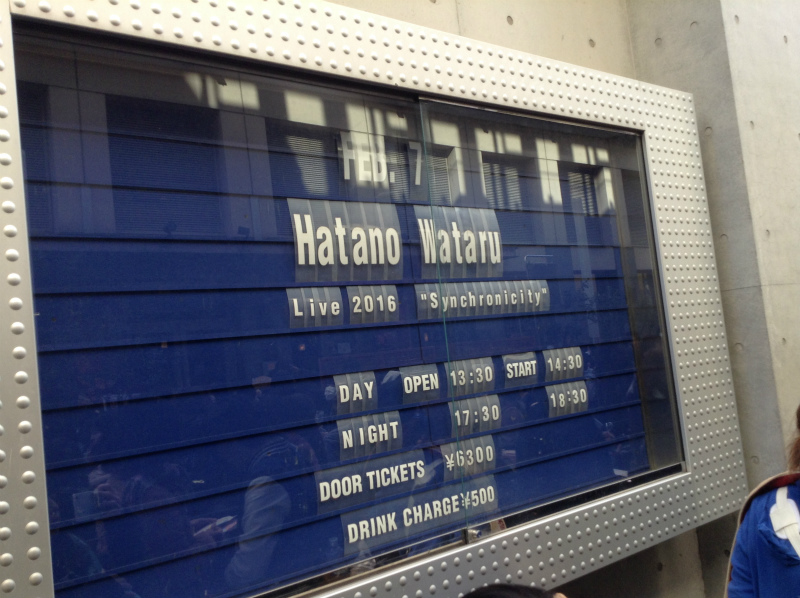 FEB. 7
Hatano Wataru
Live 2016 "Synchronicity"
DAY OPEN 13:30 START 14:30
NIGHT 17:30 18:30
DOOR TICKETS ¥6300
DRINK CHARGE ¥500